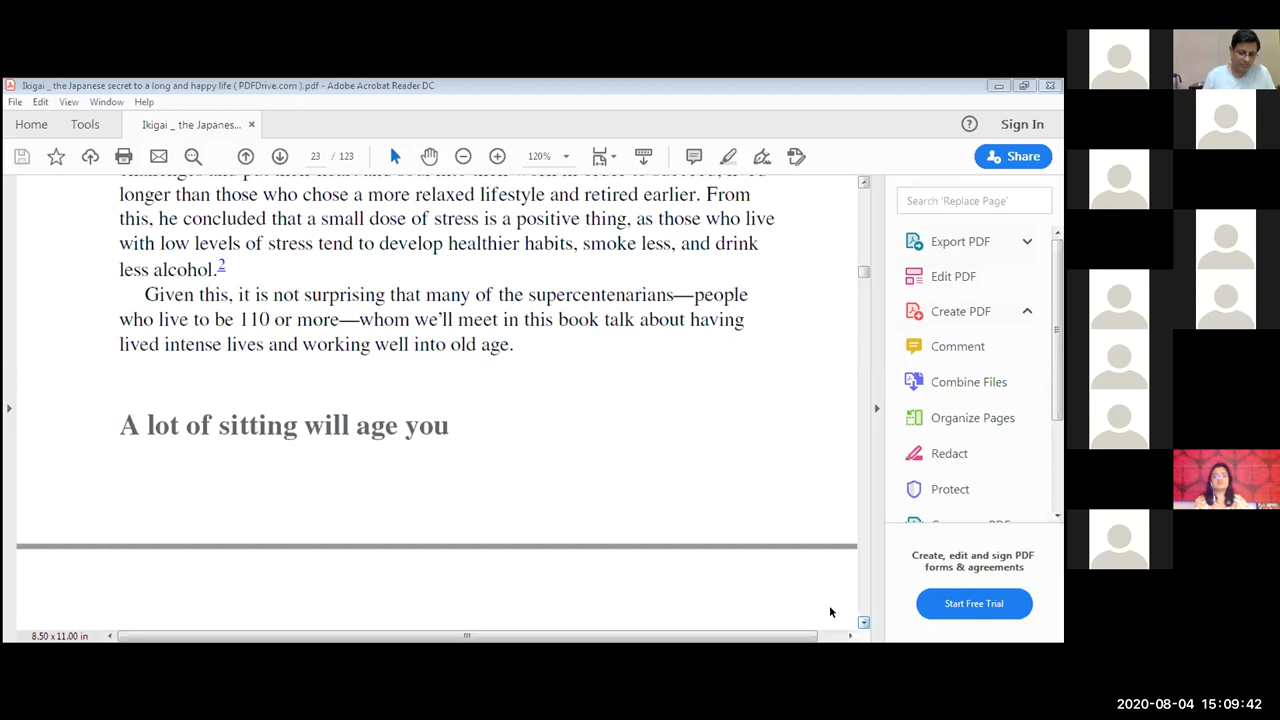 Ikigai _ the Japanese secret to a long and happy life ( PDFDrive.com ).pdf - Adobe Acrobat Reader DC
File Edit View Window Help
Home Tools Ikigai _ the Japanes... × Sign In
23 / 123 120% Share
longer than those who chose a more relaxed lifestyle and retired earlier. From
this, he concluded that a small dose of stress is a positive thing, as those who live
with low levels of stress tend to develop healthier habits, smoke less, and drink
less alcohol.2
Given this, it is not surprising that many of the supercentenarians—people
who live to be 110 or more—whom we’ll meet in this book talk about having
lived intense lives and working well into old age.
A lot of sitting will age you
8.50 x 11.00 in
Search 'Replace Page'
Export PDF
Edit PDF
Create PDF
Comment
Combine Files
Organize Pages
Redact
Protect
Create, edit and sign PDF
forms & agreements
Start Free Trial
2020-08-04 15:09:42